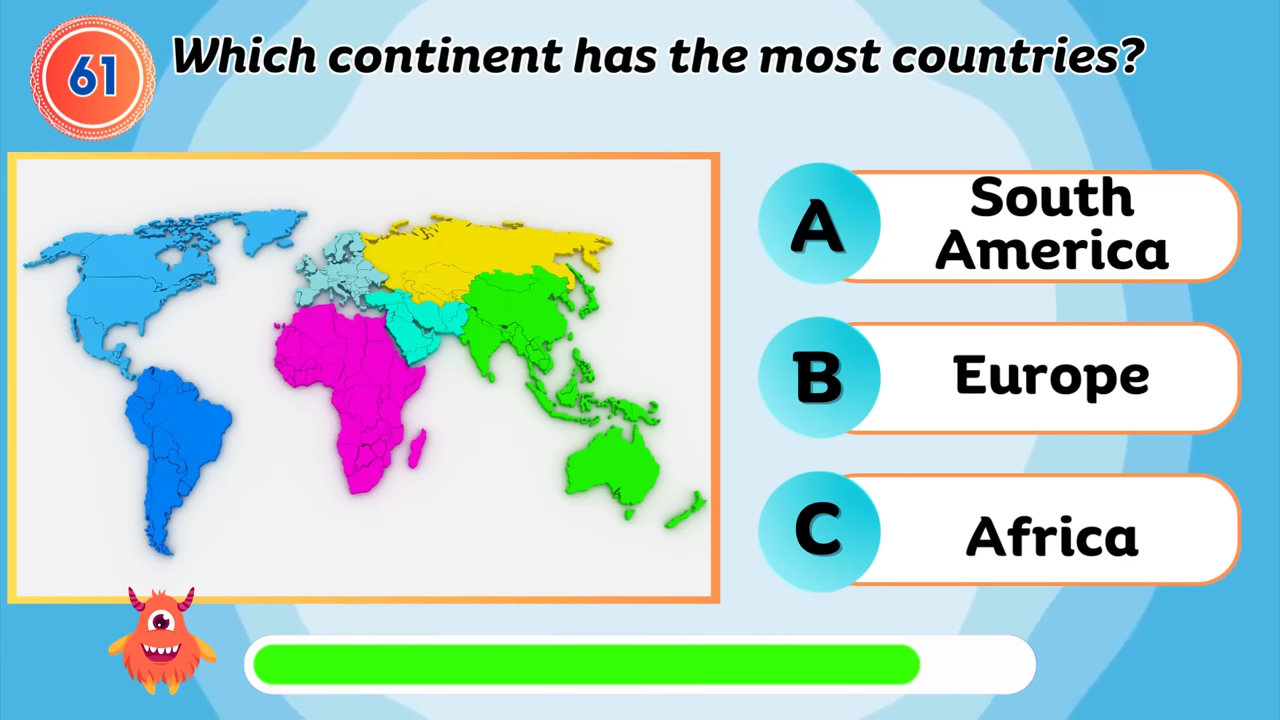 61
Which continent has the most countries?
A
South
America
B
Europe
C
Africa